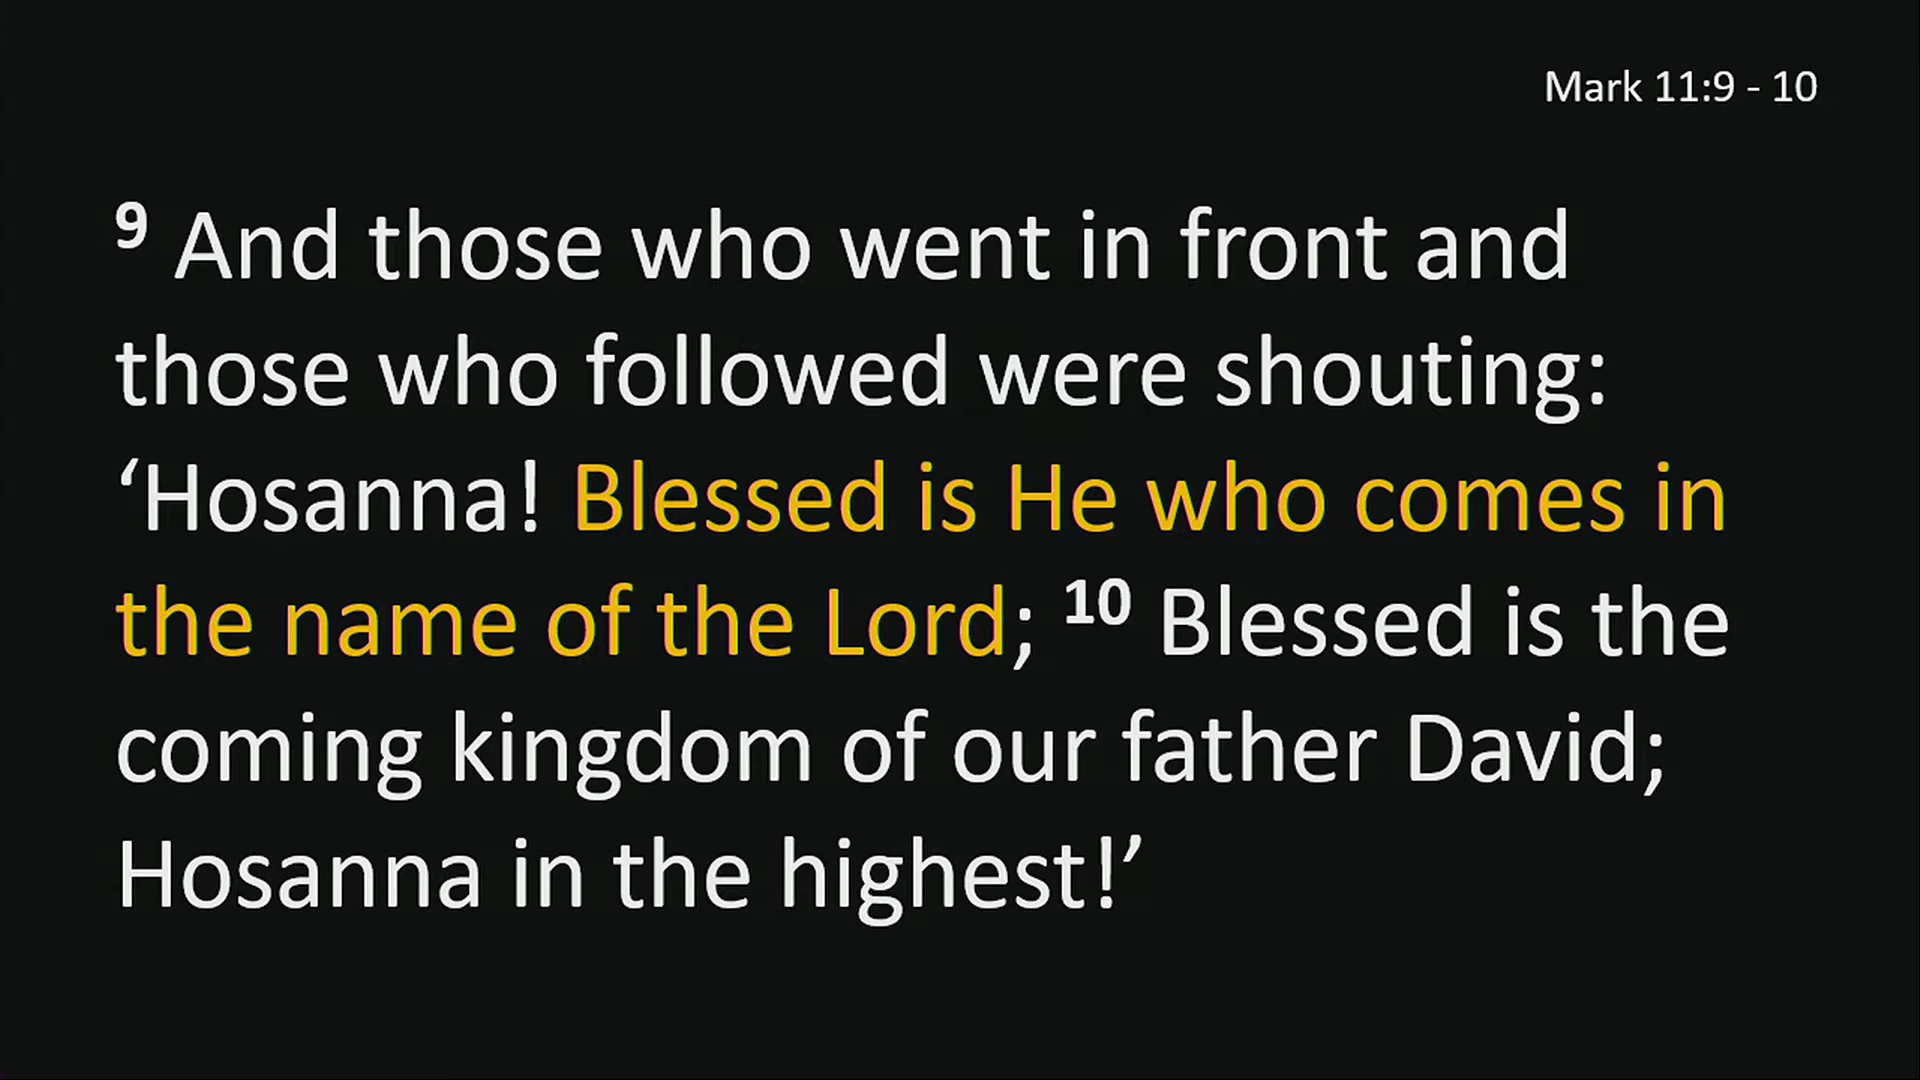 Mark 11:9 - 10
9 And those who went in front and
those who followed were shouting:
‘Hosanna! Blessed is He who comes in
the name of the Lord; 10 Blessed is the
coming kingdom of our father David;
Hosanna in the highest!’